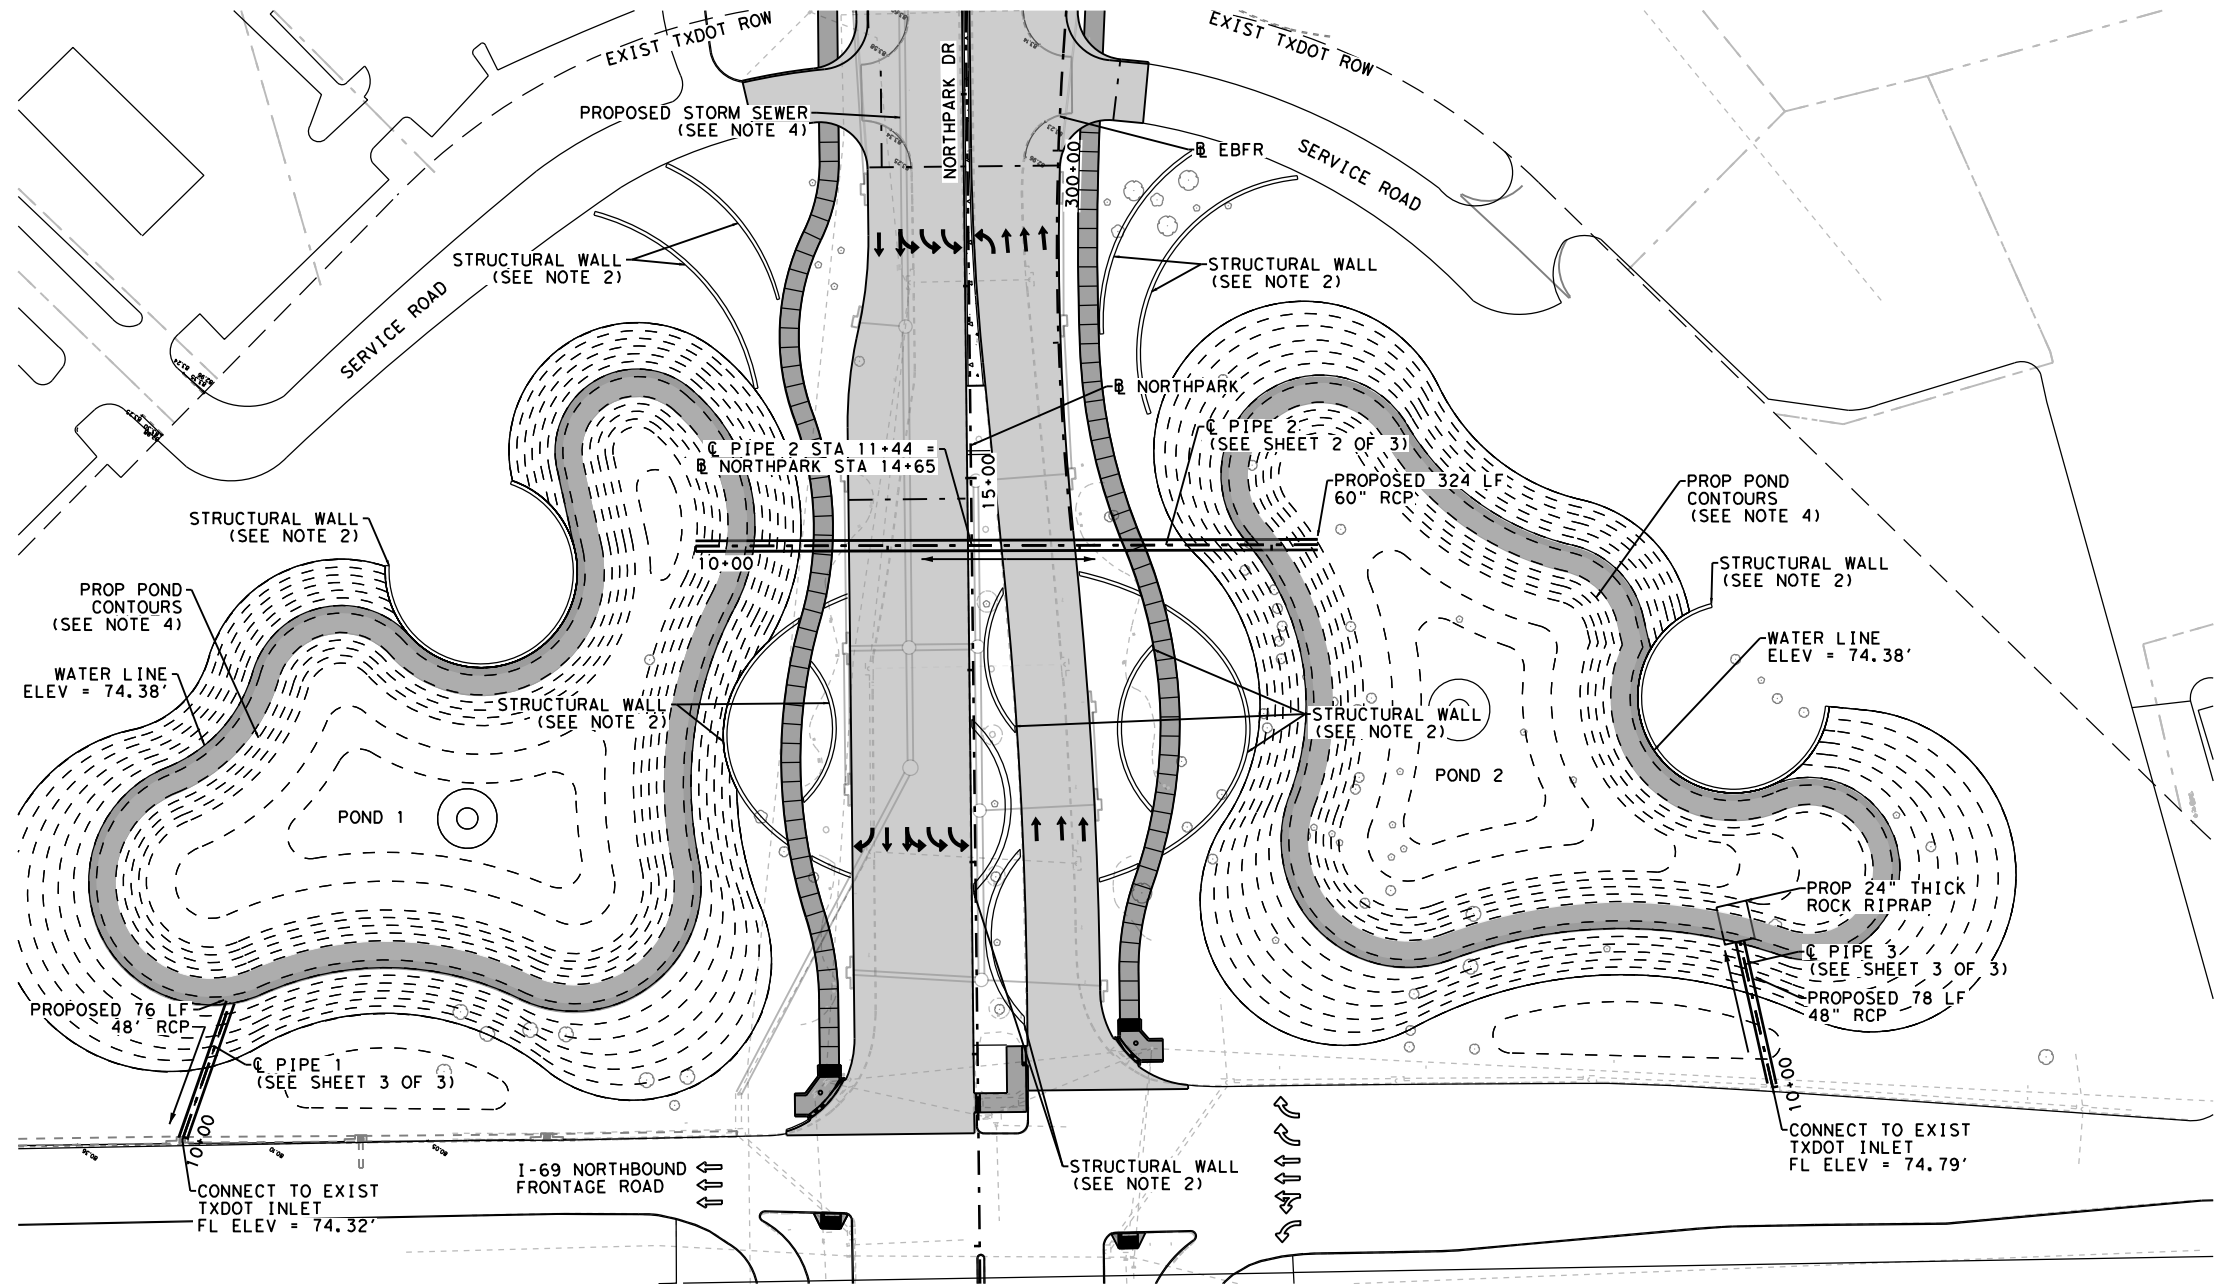 EXIST TXDOT ROW
EXIST TXDOT ROW
PROPOSED STORM SEWER
(SEE NOTE 4)
NORTHPARK DR
300+00
℄ EBFR
SERVICE ROAD
SERVICE ROAD
STRUCTURAL WALL
(SEE NOTE 2)
STRUCTURAL WALL
(SEE NOTE 2)
B NORTHPARK
℄ PIPE 2 STA 11+44 =
B NORTHPARK STA 14+65
15+00
℄ PIPE 2
(SEE SHEET 2 OF 3)
PROPOSED 324 LF
60" RCP
PROP POND
CONTOURS
(SEE NOTE 4)
STRUCTURAL WALL
(SEE NOTE 2)
10+00
STRUCTURAL WALL
(SEE NOTE 2)
PROP POND
CONTOURS
(SEE NOTE 4)
WATER LINE
ELEV = 74.38'
WATER LINE
ELEV = 74.38'
STRUCTURAL WALL
(SEE NOTE 2)
STRUCTURAL WALL
(SEE NOTE 2)
POND 1
POND 2
PROP 24" THICK
ROCK RIPRAP
℄ PIPE 3
(SEE SHEET 3 OF 3)
PROPOSED 78 LF
48" RCP
PROPOSED 76 LF
48' RCP
℄ PIPE 1
(SEE SHEET 3 OF 3)
10+00
10+00
CONNECT TO EXIST
TXDOT INLET
FL ELEV = 74.79'
I-69 NORTHBOUND
FRONTAGE ROAD
STRUCTURAL WALL
(SEE NOTE 2)
CONNECT TO EXIST
TXDOT INLET
FL ELEV = 74.32'